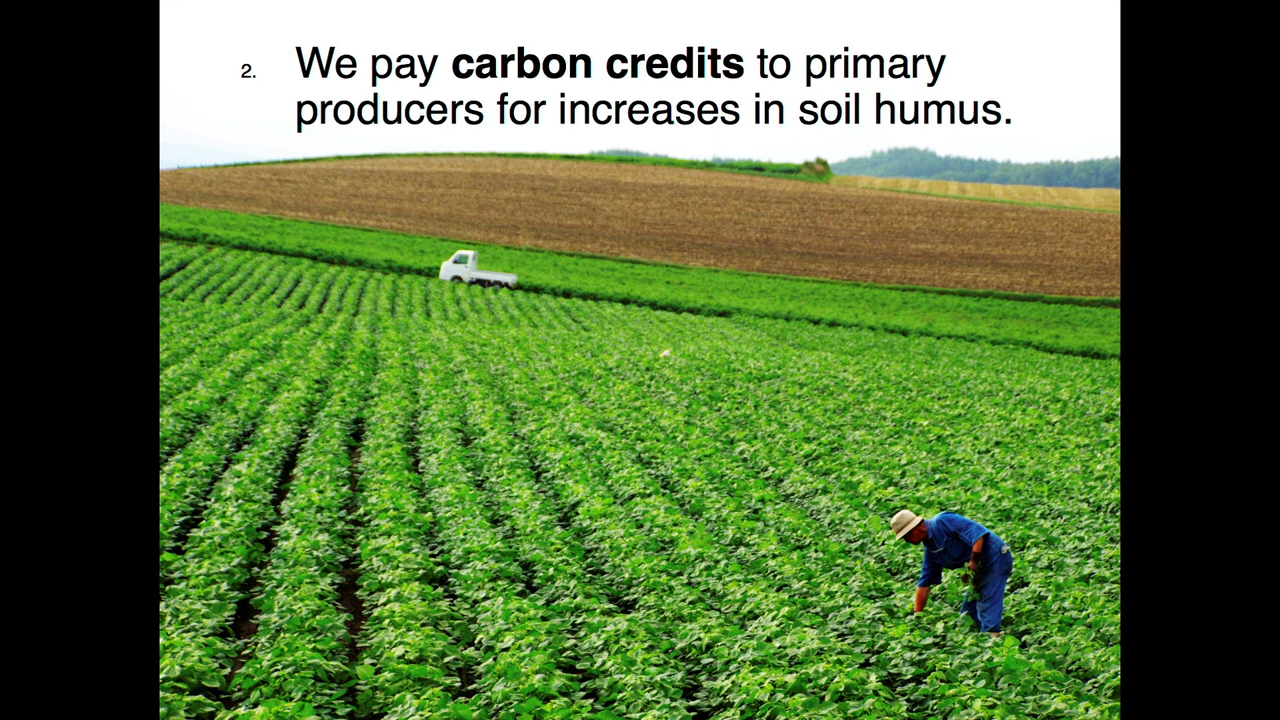 2. We pay carbon credits to primary
producers for increases in soil humus.